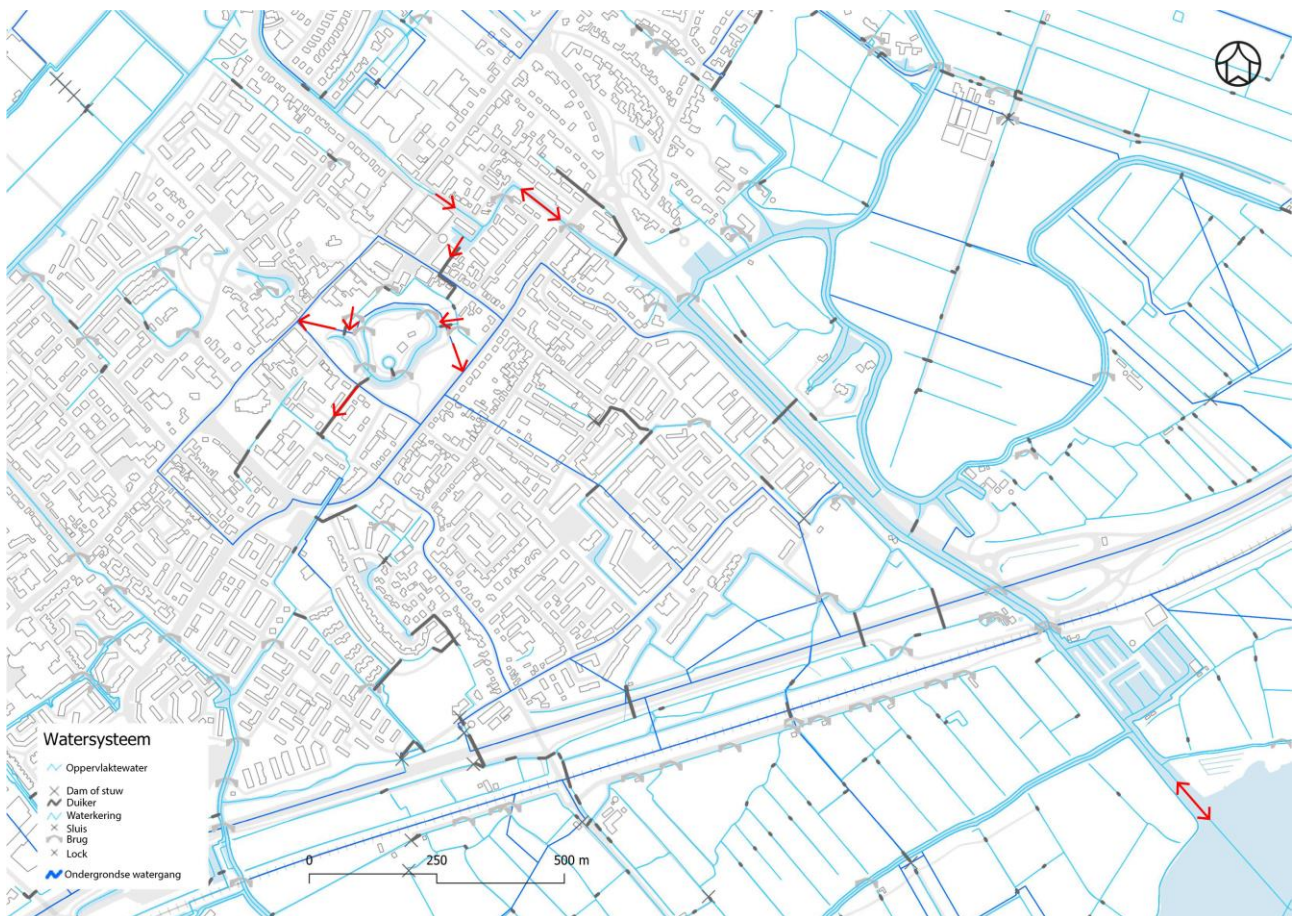 Watersysteem
Oppervlaktewater
Dam of stuw
Duiker
Waterkering
Sluis
Brug
Lock
Ondergrondse watergang
0 250 500 m